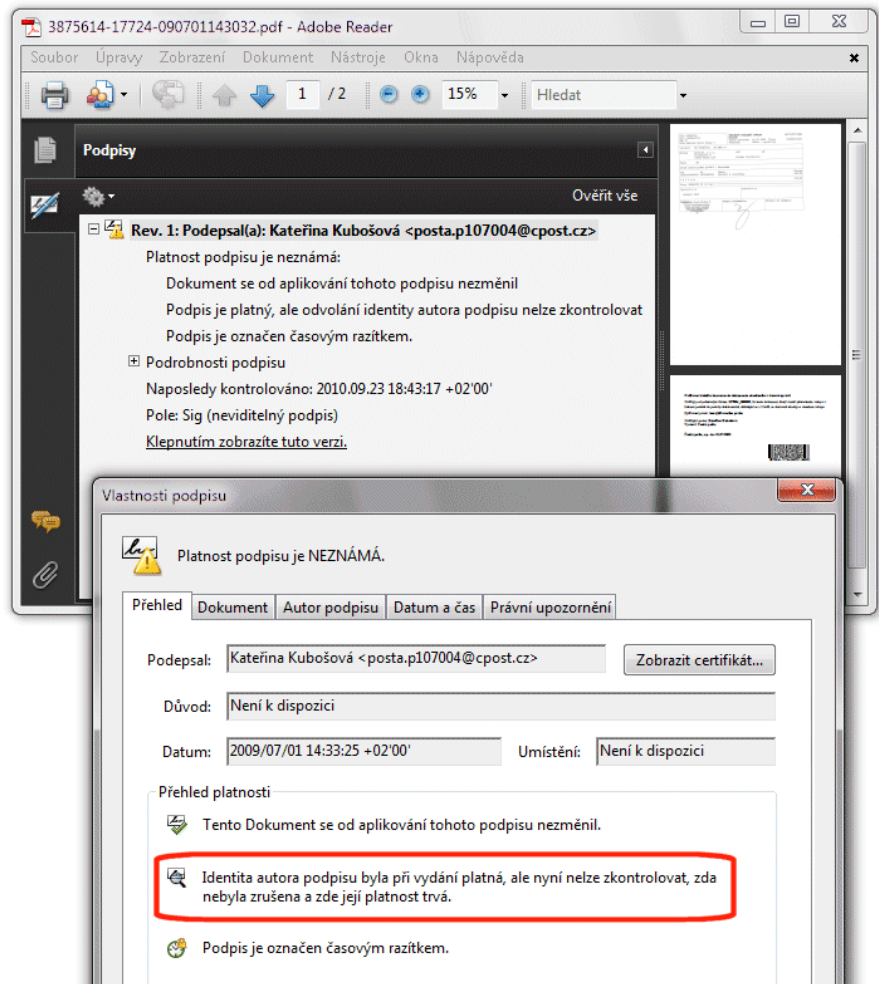 3875614-17724-090701143032.pdf - Adobe Reader
Soubor Úpravy Zobrazení Dokument Nástroje Okna Nápověda
1 / 2 15% Hledat
Podpisy
Ověřit vše
Rev. 1: Podepsal(a): Kateřina Kubošová <posta.p107004@cpost.cz>
Platnost podpisu je neznámá:
Dokument se od aplikování tohoto podpisu nezměnil
Podpis je platný, ale odvolání identity autora podpisu nelze zkontrolovat
Podpis je označen časovým razítkem.
Podrobnosti podpisu
Naposledy kontrolováno: 2010.09.23 18:43:17 +02'00'
Pole: Sig (neviditelný podpis)
Klepnutím zobrazíte tuto verzi.
Vlastnosti podpisu
Platnost podpisu je NEZNÁMÁ.
Přehled Dokument Autor podpisu Datum a čas Právní upozornění
Podepsal: Kateřina Kubošová <posta.p107004@cpost.cz> Zobrazit certifikát...
Důvod: Není k dispozici
Datum: 2009/07/01 14:33:25 +02'00' Umístění: Není k dispozici
Přehled platnosti
Tento Dokument se od aplikování tohoto podpisu nezměnil.
Identita autora podpisu byla při vydání platná, ale nyní nelze zkontrolovat, zda
nebyla zrušena a zde její platnost trvá.
Podpis je označen časovým razítkem.